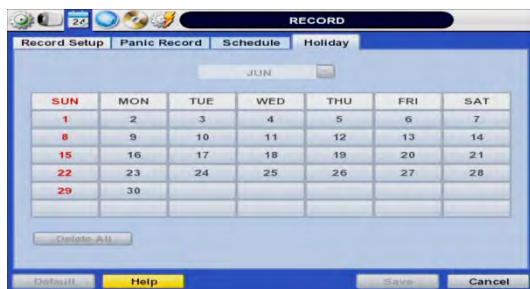 24
RECORD
Record Setup Panic Record Schedule Holiday
JUN
SUN MON TUE WED THU FRI SAT
1 2 3 4 5 6 7
8 9 10 11 12 13 14
15 16 17 18 19 20 21
22 23 24 25 26 27 28
29 30
Delete All
Default Help Save Cancel